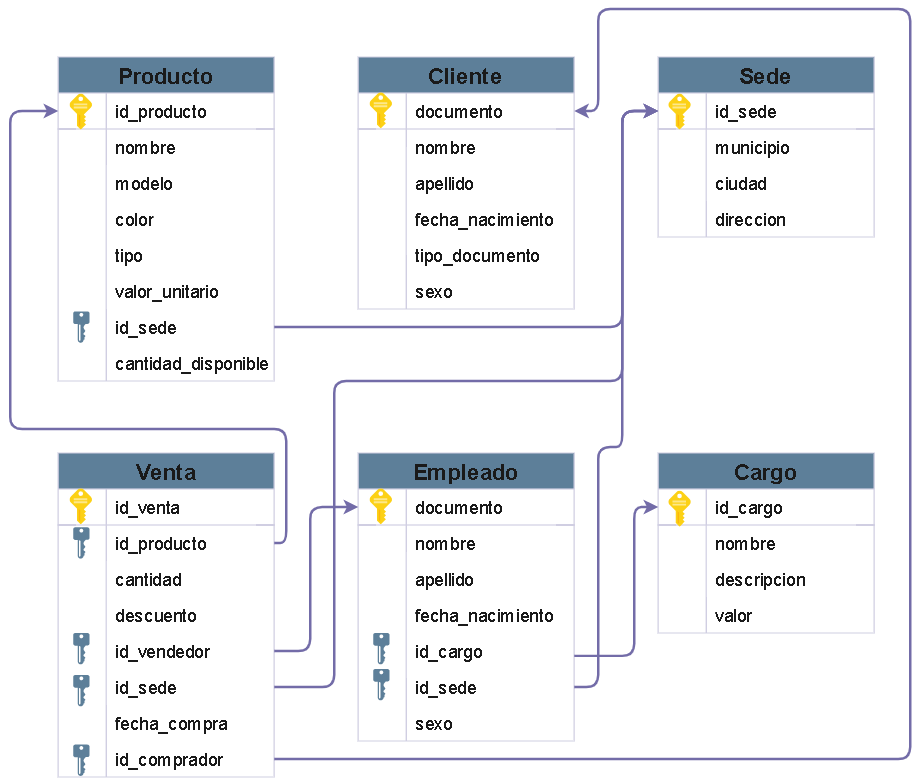 Producto
id_producto
nombre
modelo
color
tipo
valor_unitario
id_sede
cantidad_disponible
Cliente
documento
nombre
apellido
fecha_nacimiento
tipo_documento
sexo
Sede
id_sede
municipio
ciudad
direccion
Venta
id_venta
id_producto
cantidad
descuento
id_vendedor
id_sede
fecha_compra
id_comprador
Empleado
documento
nombre
apellido
fecha_nacimiento
id_cargo
id_sede
sexo
Cargo
id_cargo
nombre
descripcion
valor